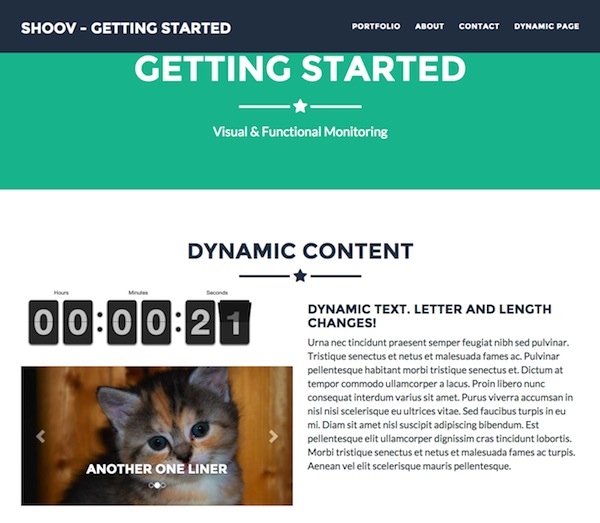 SHOOV - GETTING STARTED
PORTFOLIO ABOUT CONTACT DYNAMIC PAGE
GETTING STARTED
Visual & Functional Monitoring
DYNAMIC CONTENT
Hours Minutes Seconds
00:00:21
DYNAMIC TEXT. LETTER AND LENGTH
CHANGES!
Urna nec tincidunt praesent semper feugiat nibh sed pulvinar.
Tristique senectus et netus et malesuada fames ac. Pulvinar
pellentesque habitant morbi tristique senectus et. Dictum at
tempor commodo ullamcorper a lacus. Proin libero nunc
consequat interdum varius sit amet. Purus viverra accumsan in
nisl nisi scelerisque eu ultrices vitae. Sed faucibus turpis in eu
mi. Diam sit amet nisl suscipit adipiscing bibendum. Est
pellentesque elit ullamcorper dignissim cras tincidunt lobortis.
Morbi tristique senectus et netus et malesuada fames ac turpis.
Aenean vel elit scelerisque mauris pellentesque.
ANOTHER ONE LINER